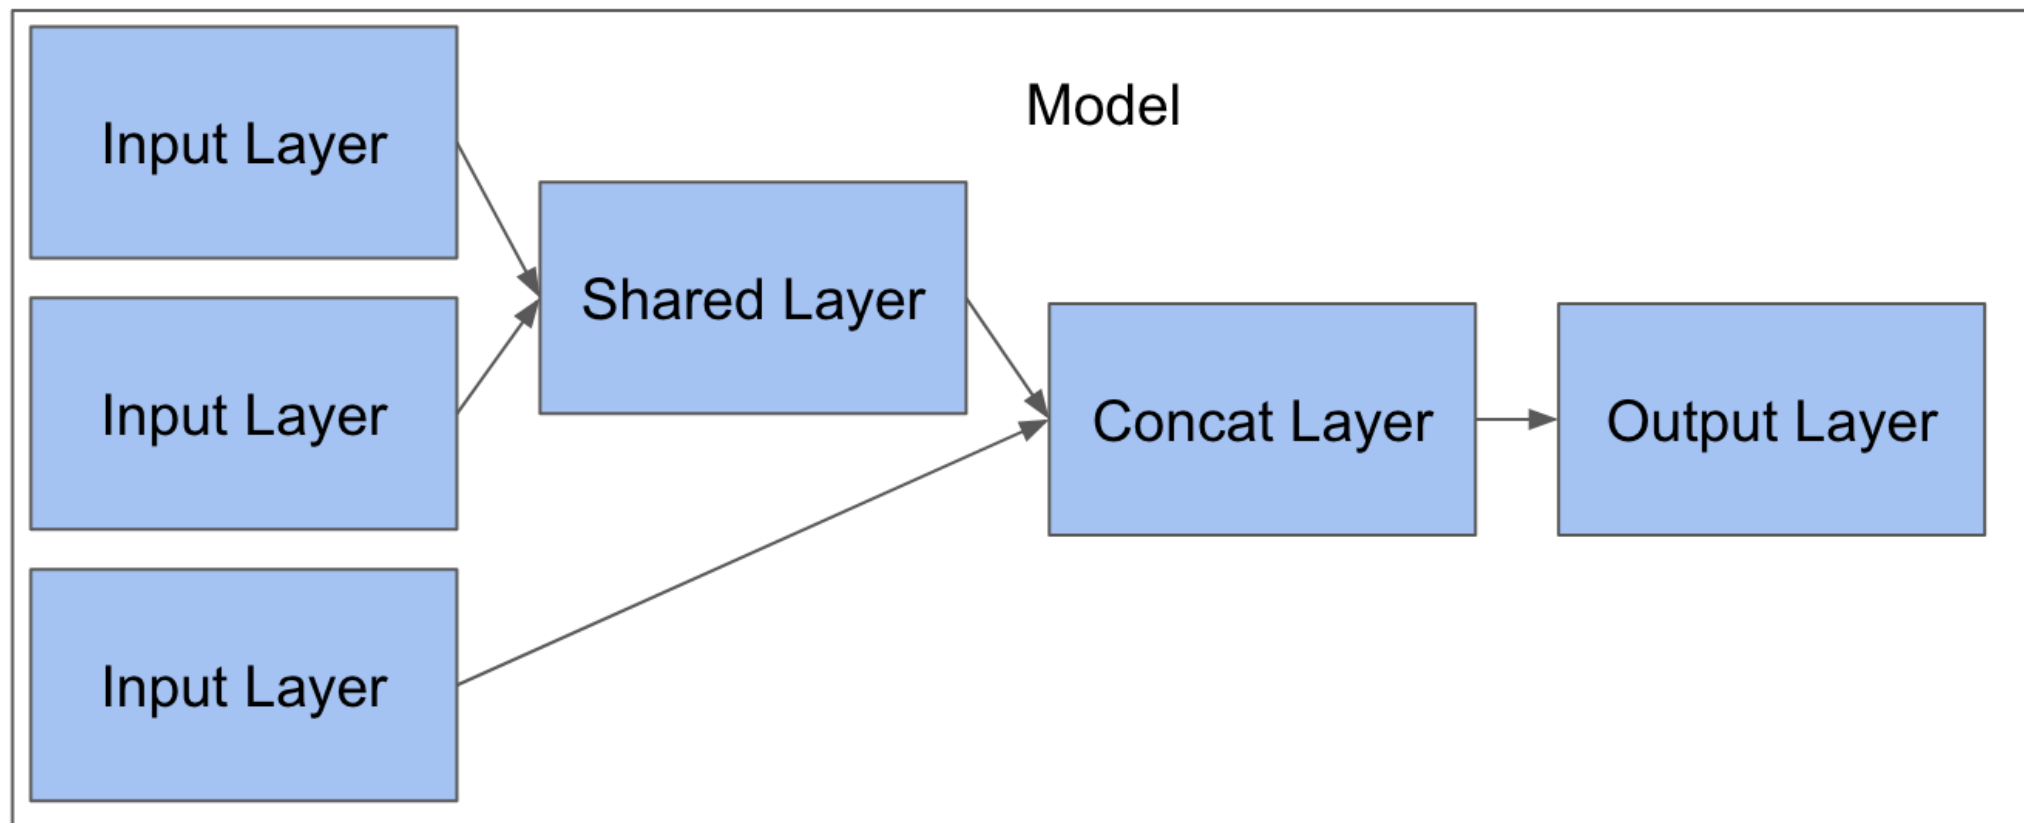 Model
Input Layer
Input Layer
Input Layer
Shared Layer
Concat Layer
Output Layer